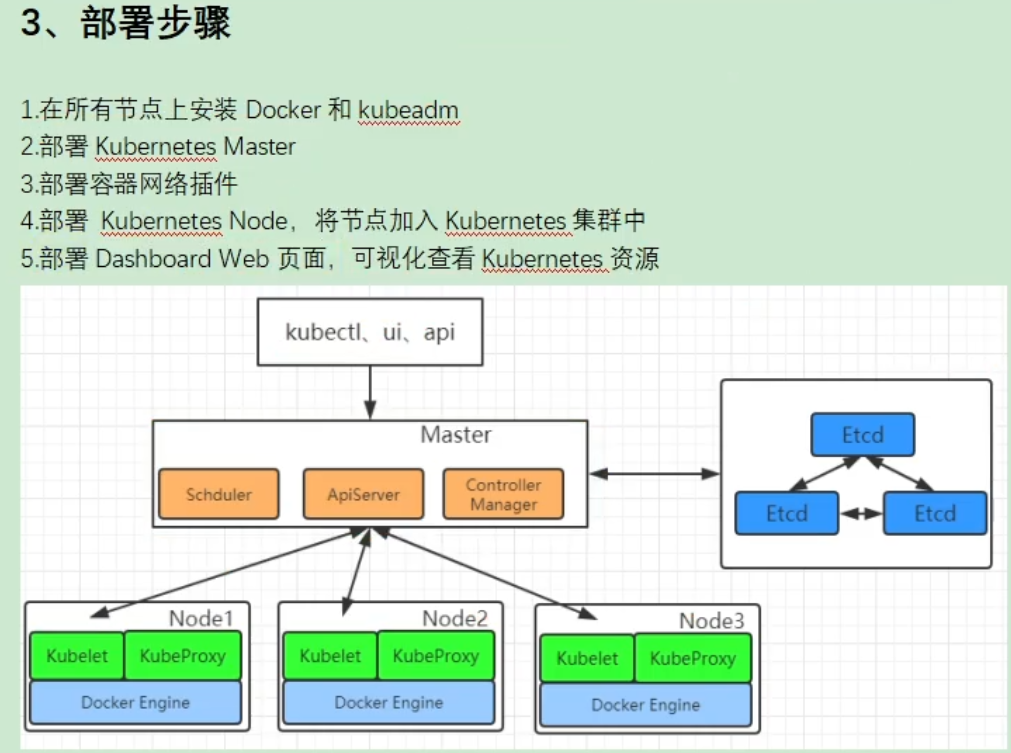 3、部署步骤
1.在所有节点上安装 Docker 和 kubeadm
2.部署 Kubernetes Master
3.部署容器网络插件
4.部署 Kubernetes Node，将节点加入 Kubernetes 集群中
5.部署 Dashboard Web 页面，可视化查看 Kubernetes 资源
kubectl、ui、api
Master
Schduler
ApiServer
Controller
Manager
Etcd
Etcd
Etcd
Node1
Kubelet
KubeProxy
Docker Engine
Node2
Kubelet
KubeProxy
Docker Engine
Node3
Kubelet
KubeProxy
Docker Engine